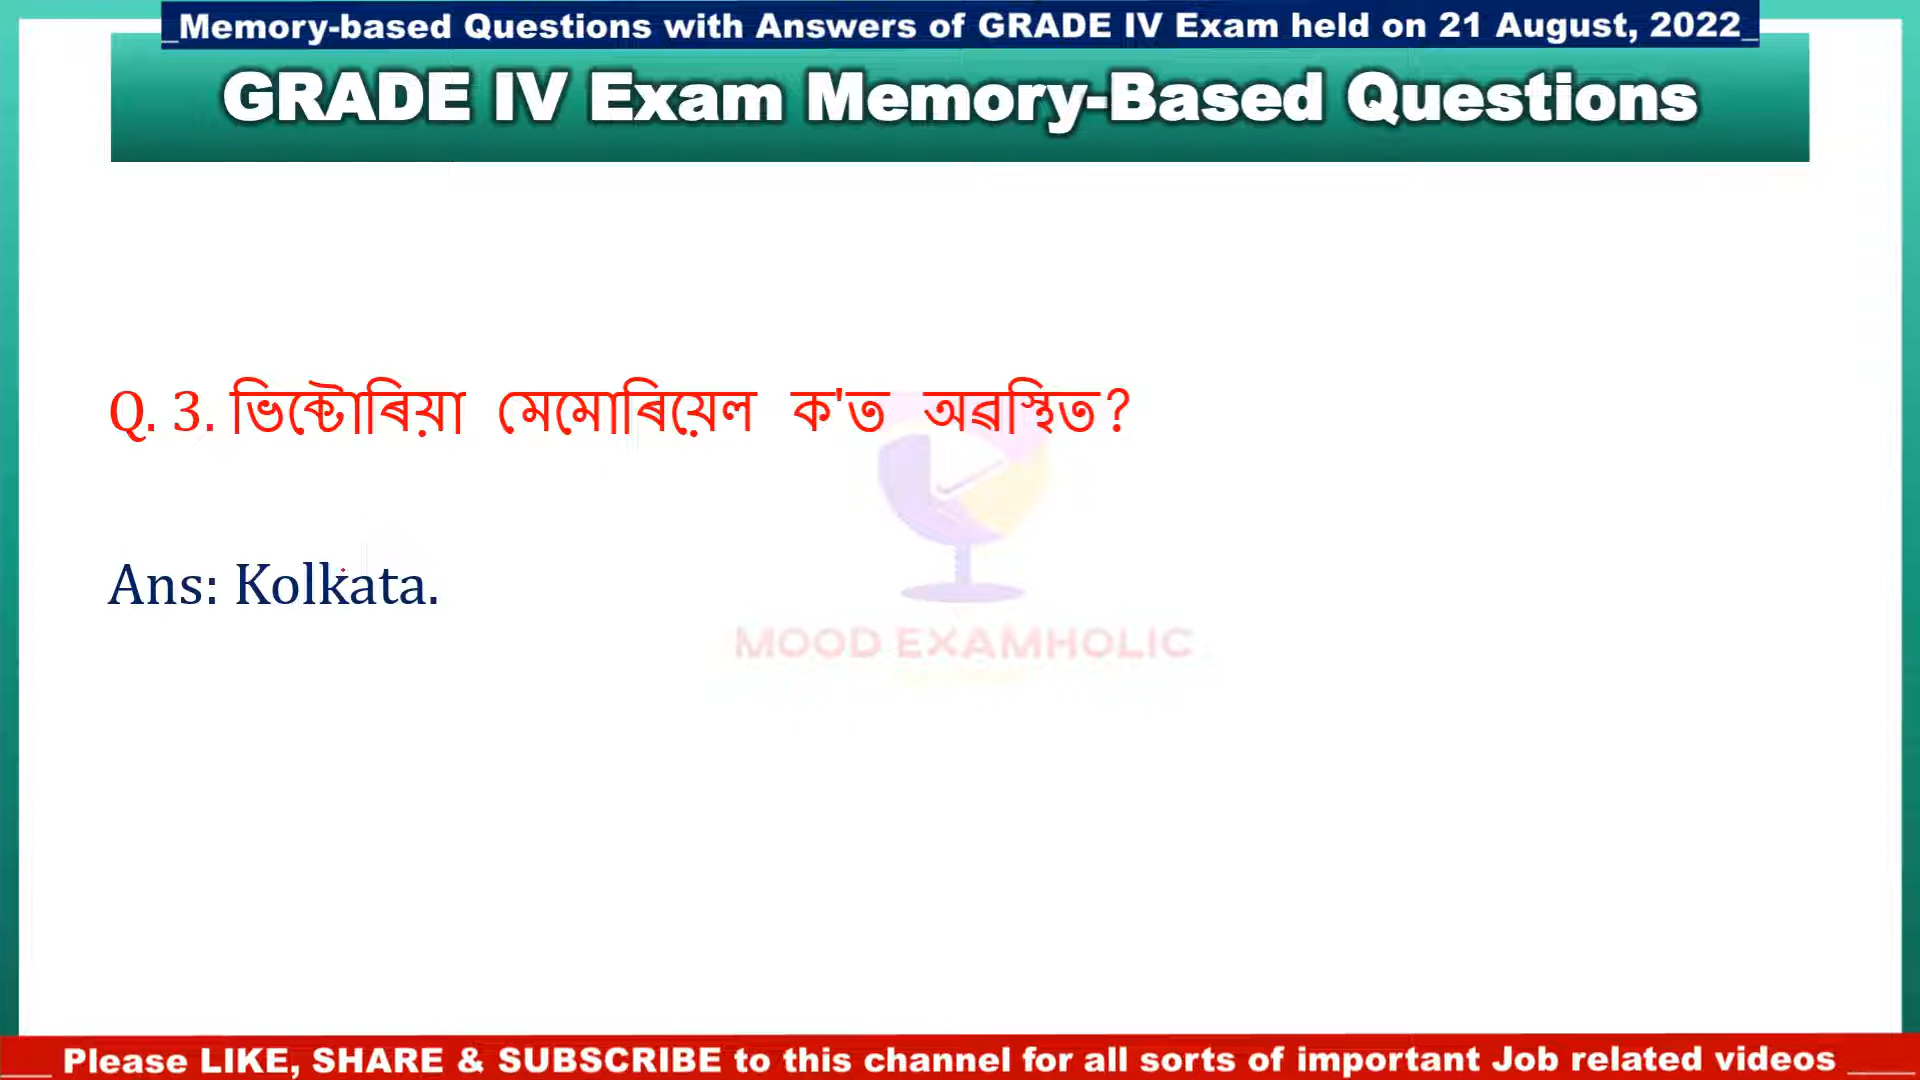 _Memory-based Questions with Answers of GRADE IV Exam held on 21 August, 2022_
GRADE IV Exam Memory-Based Questions
Q. 3. ভিক্টোৰিয়া মেমোৰিয়েল ক'ত অৱস্থিত?
Ans: Kolkata.
MOOD EXAMHOLIC
___ Please LIKE, SHARE & SUBSCRIBE to this channel for all sorts of important Job related videos ____